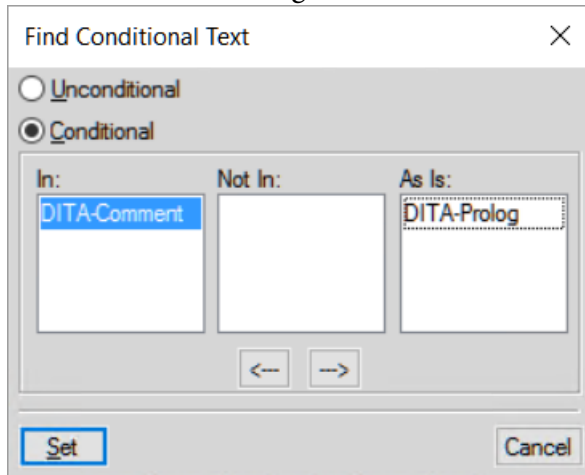 Find Conditional Text
Unconditional
Conditional
In: Not In: As Is:
DITA-Comment DITA-Prolog
<--- --->
Set Cancel